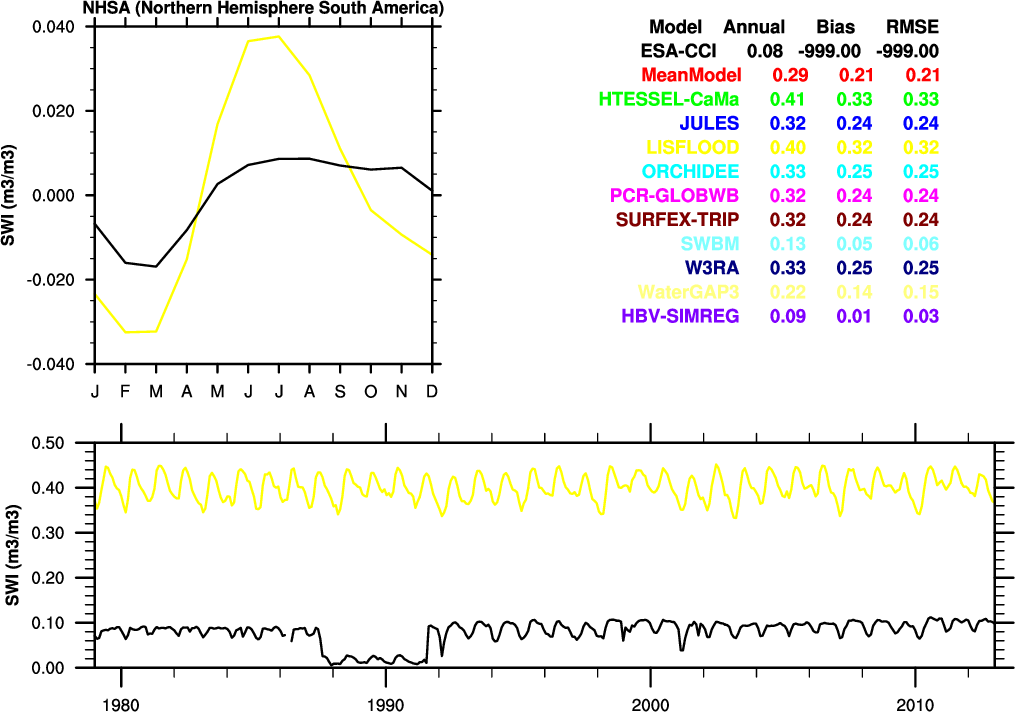 NHSA (Northern Hemisphere South America)
0.040
0.020
0.000
-0.020
-0.040
SWI (m3/m3)
J F M A M J J A S O N D
Model Annual Bias RMSE
ESA-CCI 0.08 -999.00 -999.00
MeanModel 0.29 0.21 0.21
HTESSEL-CaMa 0.41 0.33 0.33
JULES 0.32 0.24 0.24
LISFLOOD 0.40 0.32 0.32
ORCHIDEE 0.33 0.25 0.25
PCR-GLOBWB 0.32 0.24 0.24
SURFEX-TRIP 0.32 0.24 0.24
SWBM 0.13 0.05 0.06
W3RA 0.33 0.25 0.25
WaterGAP3 0.22 0.14 0.15
HBV-SIMREG 0.09 0.01 0.03
0.50
0.40
0.30
0.20
0.10
0.00
SWI (m3/m3)
1980 1990 2000 2010